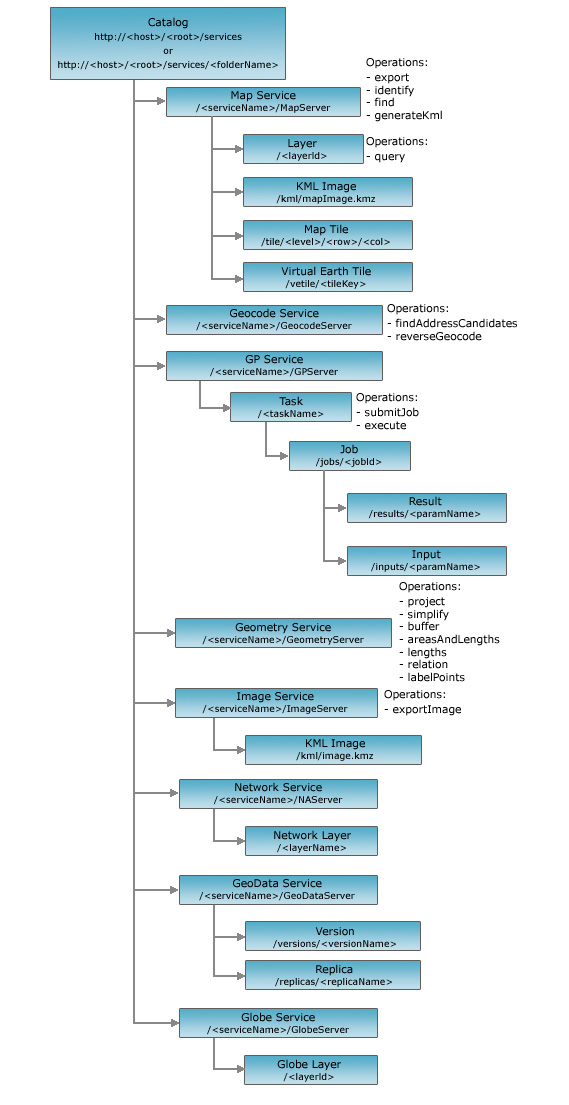 Catalog
http://<host>/<root>/services
or
http://<host>/<root>/services/<folderName>
Operations:
- export
- identify
- find
- generateKml
Map Service
/<serviceName>/MapServer
Layer
/<layerId>
Operations:
- query
KML Image
/kml/mapImage.kmz
Map Tile
/tile/<level>/<row>/<col>
Virtual Earth Tile
/vetile/<tileKey>
Geocode Service
/<serviceName>/GeocodeServer
Operations:
- findAddressCandidates
- reverseGeocode
GP Service
/<serviceName>/GPServer
Task
/<taskName>
Operations:
- submitJob
- execute
Job
/jobs/<jobId>
Result
/results/<paramName>
Input
/inputs/<paramName>
Operations:
- project
- simplify
- buffer
- areasAndLengths
- lengths
- relation
- labelPoints
Geometry Service
/<serviceName>/GeometryServer
Image Service
/<serviceName>/ImageServer
Operations:
- exportImage
KML Image
/kml/image.kmz
Network Service
/<serviceName>/NAServer
Network Layer
/<layerName>
GeoData Service
/<serviceName>/GeoDataServer
Version
/versions/<versionName>
Replica
/replicas/<replicaName>
Globe Service
/<serviceName>/GlobeServer
Globe Layer
/<layerId>